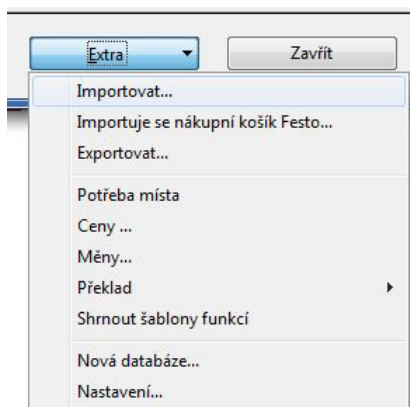 Extra
Zavřít
Importovat...
Importuje se nákupní košík Festo...
Exportovat...
Potřeba místa
Ceny ...
Měny...
Překlad
Shrnout šablony funkcí
Nová databáze...
Nastavení...